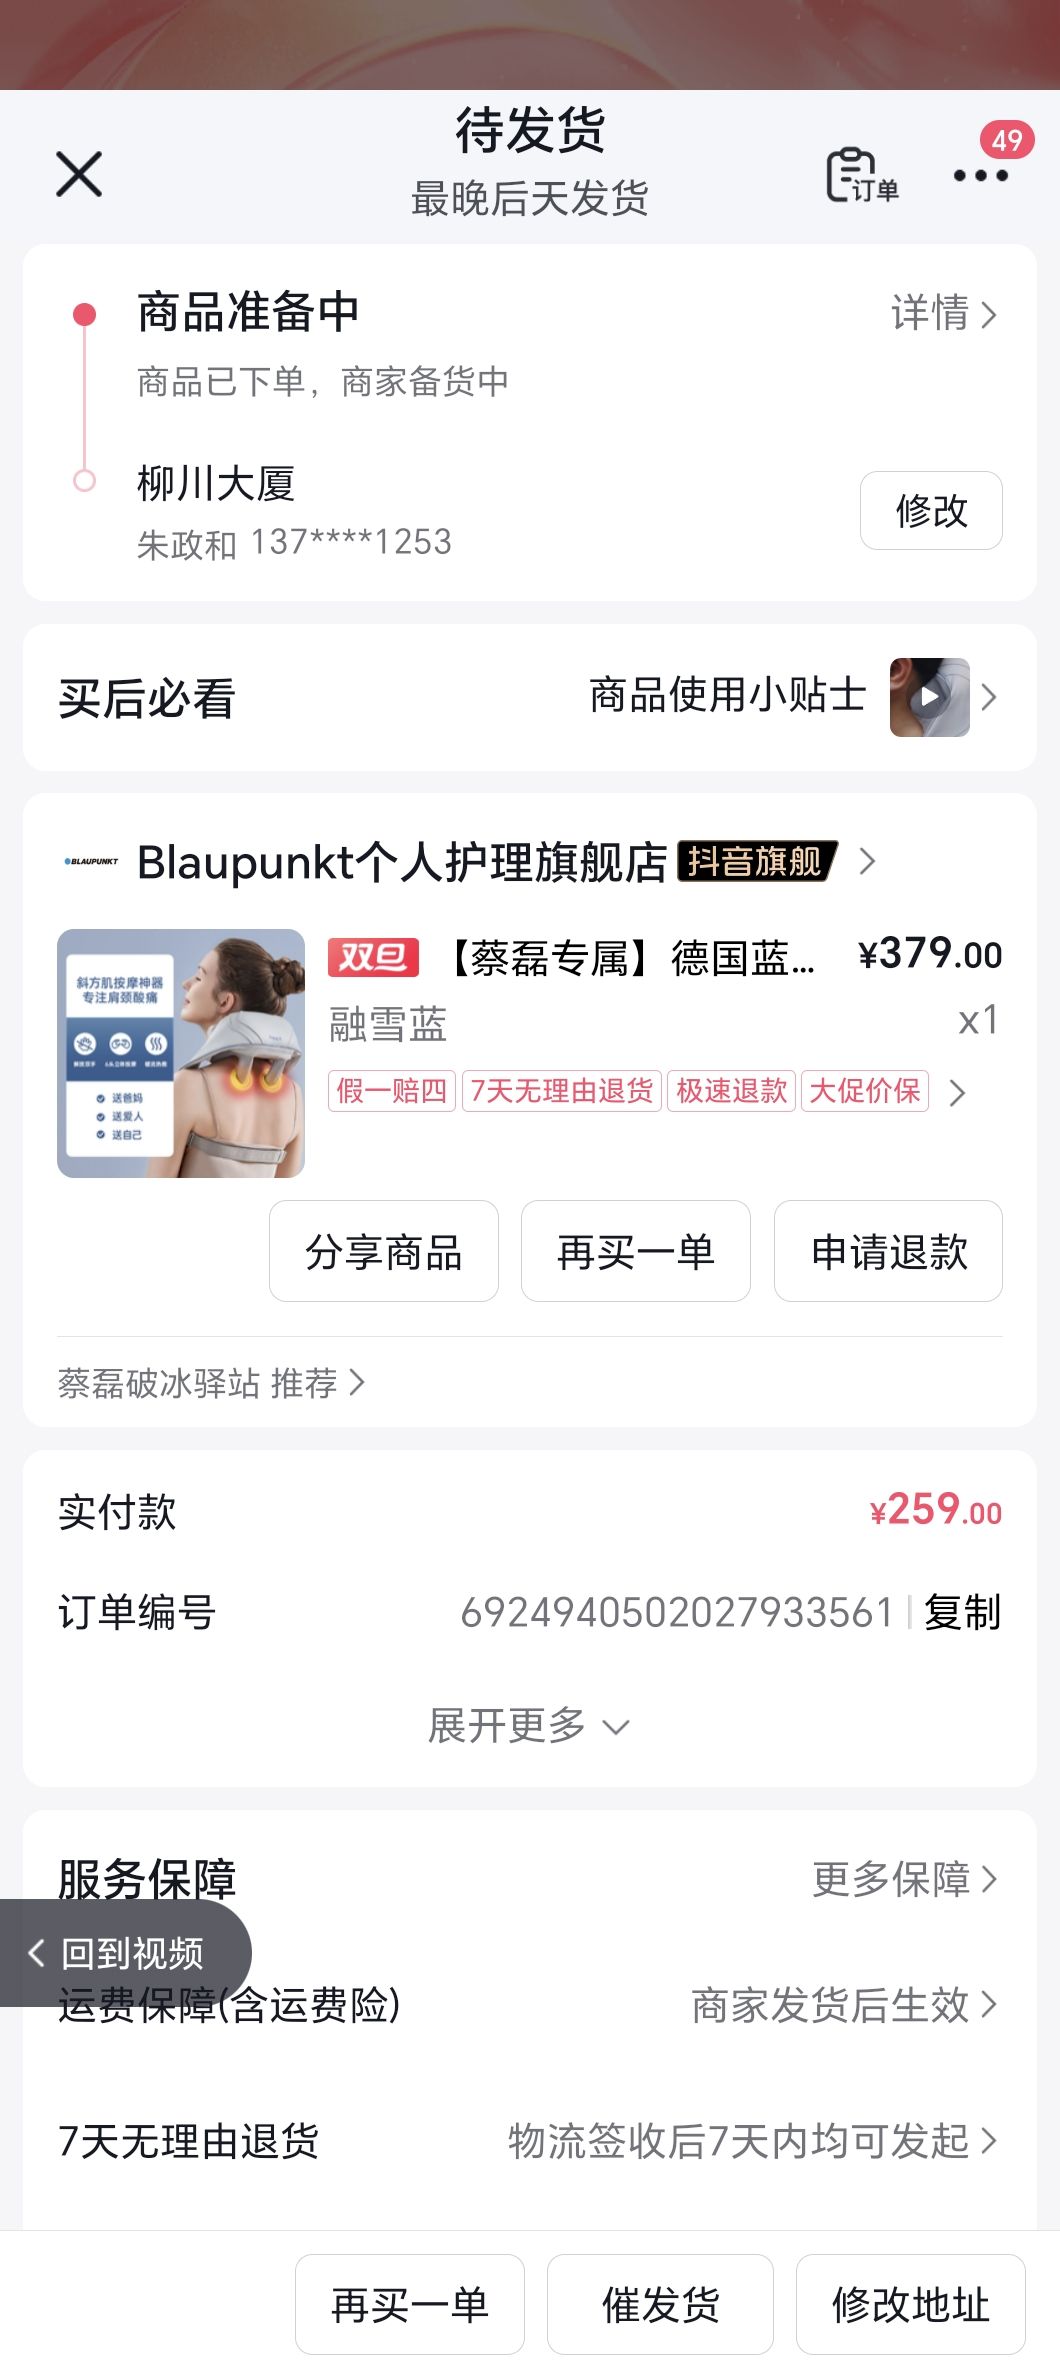 待发货
最晚后天发货
订单
49
商品准备中
详情
商品已下单，商家备货中
柳川大厦
朱政和 137****1253
修改
买后必看
商品使用小贴士
BLAUPUNKT
Blaupunkt个人护理旗舰店 抖音旗舰
双旦 【蔡磊专属】德国蓝... ¥379.00
融雪蓝 x1
斜方肌按摩神器
专注肩颈酸痛
送爸妈
送爱人
送自己
假一赔四 7天无理由退货 极速退款 大促价保
分享商品 再买一单 申请退款
蔡磊破冰驿站 推荐
实付款 ¥259.00
订单编号 6924940502027933561 | 复制
展开更多
服务保障 更多保障
回到视频
运费保障(含运费险) 商家发货后生效
7天无理由退货 物流签收后7天内均可发起
再买一单 催发货 修改地址